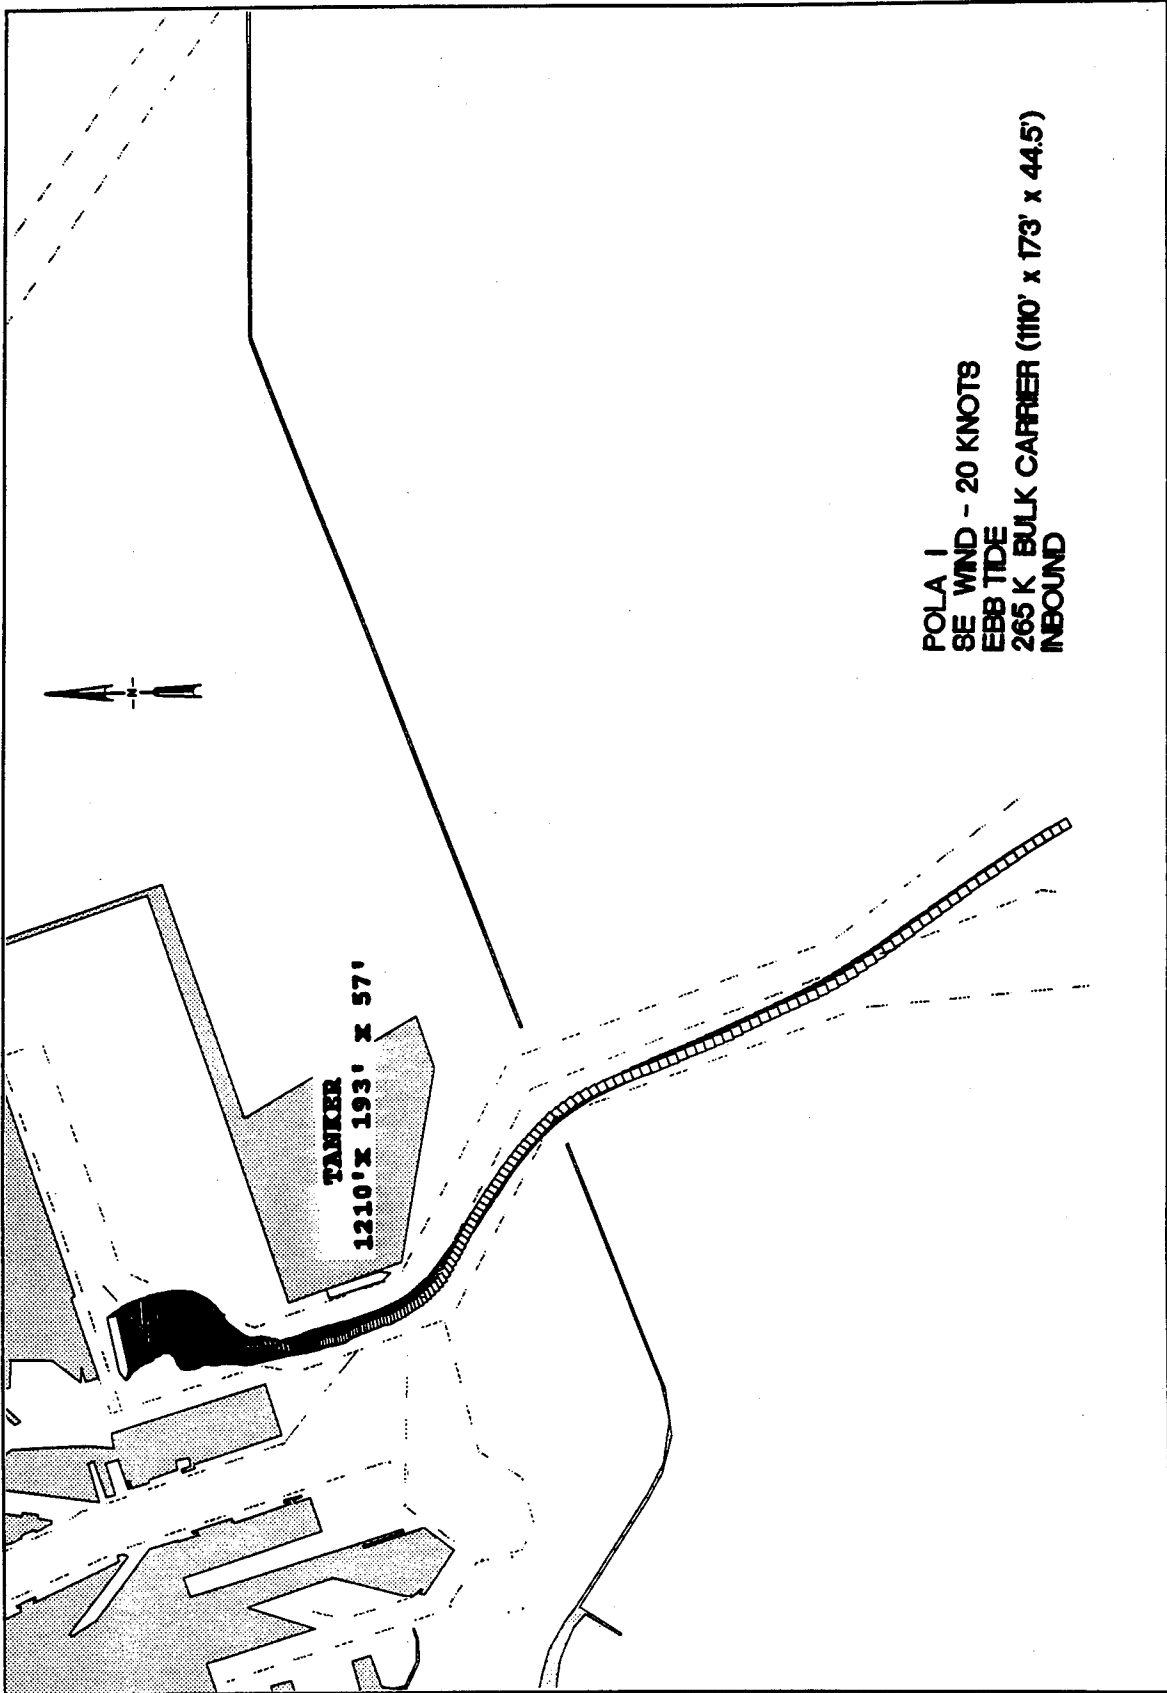 TANKER
1210'X 193' X 57'
POLA I
SE WIND - 20 KNOTS
EBB TIDE
265 K BULK CARRIER (1110' x 173' x 44.5')
INBOUND
N